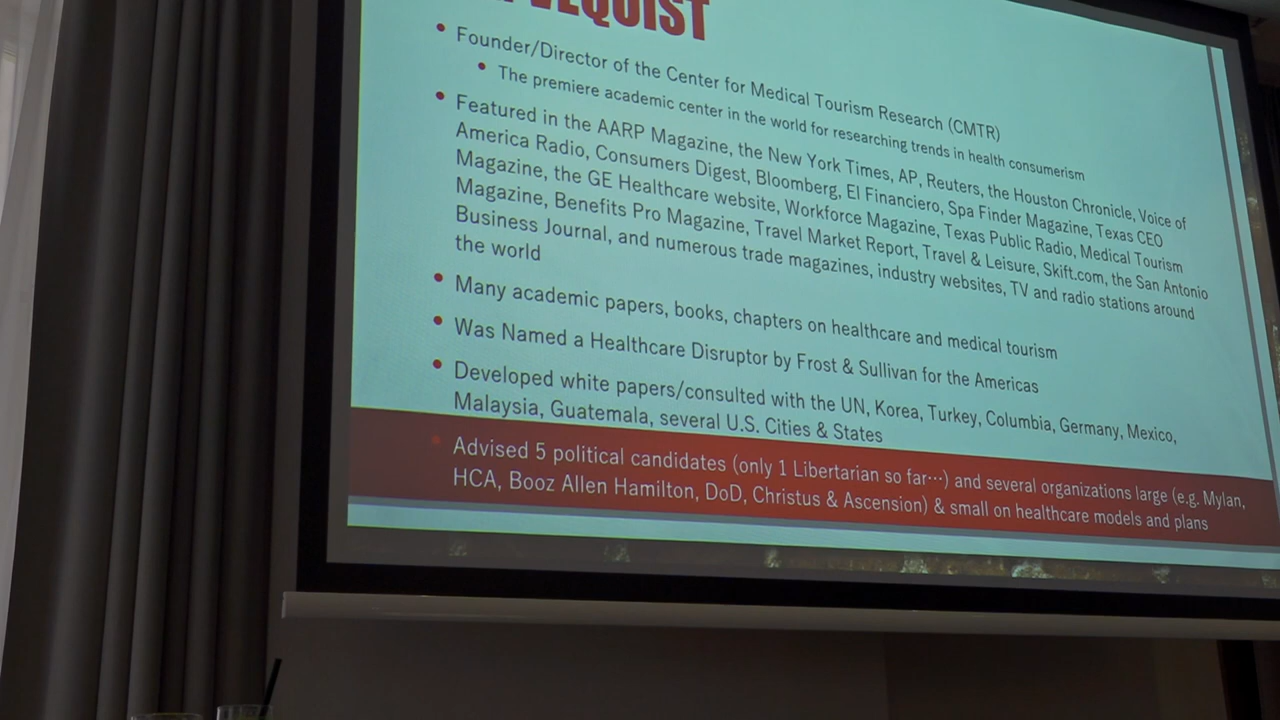 VEQUIST
• Founder/Director of the Center for Medical Tourism Research (CMTR)
• The premiere academic center in the world for researching trends in health consumerism
• Featured in the AARP Magazine, the New York Times, AP, Reuters, the Houston Chronicle, Voice of
America Radio, Consumers Digest, Bloomberg, El Financiero, Spa Finder Magazine, Texas CEO
Magazine, the GE Healthcare website, Workforce Magazine, Texas Public Radio, Medical Tourism
Magazine, Benefits Pro Magazine, Travel Market Report, Travel & Leisure, Skift.com, the San Antonio
Business Journal, and numerous trade magazines, industry websites, TV and radio stations around
the world
• Many academic papers, books, chapters on healthcare and medical tourism
• Was Named a Healthcare Disruptor by Frost & Sullivan for the Americas
• Developed white papers/consulted with the UN, Korea, Turkey, Columbia, Germany, Mexico,
Malaysia, Guatemala, several U.S. Cities & States
• Advised 5 political candidates (only 1 Libertarian so far…) and several organizations large (e.g. Mylan,
HCA, Booz Allen Hamilton, DoD, Christus & Ascension) & small on healthcare models and plans